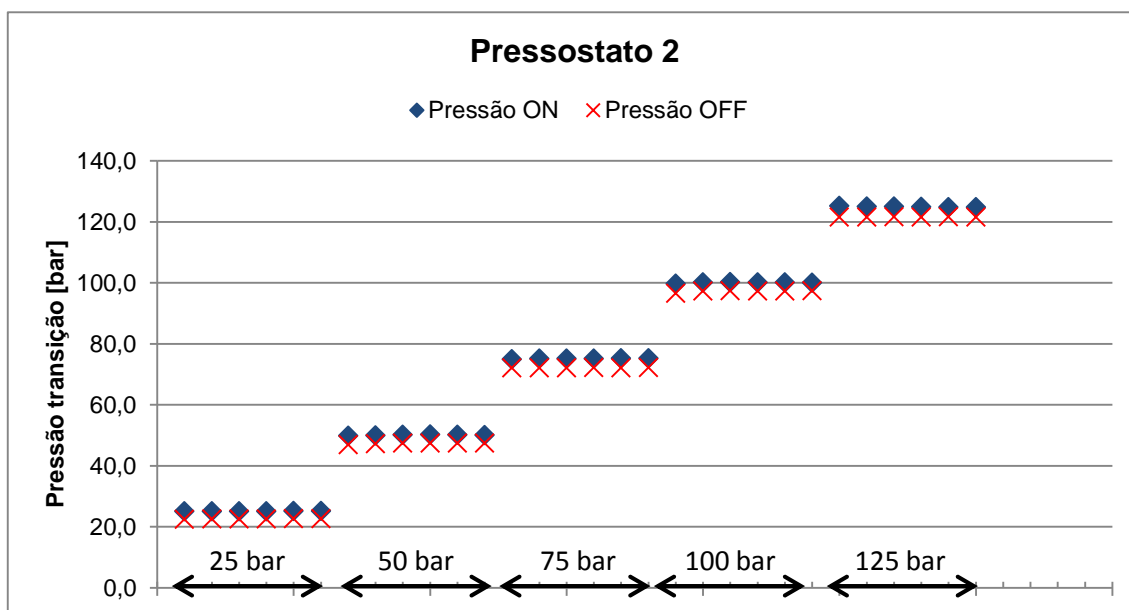 Pressostato 2
Pressão ON Pressão OFF
Pressão transição [bar]
140,0
120,0
100,0
80,0
60,0
40,0
20,0
0,0
25 bar 50 bar 75 bar 100 bar 125 bar